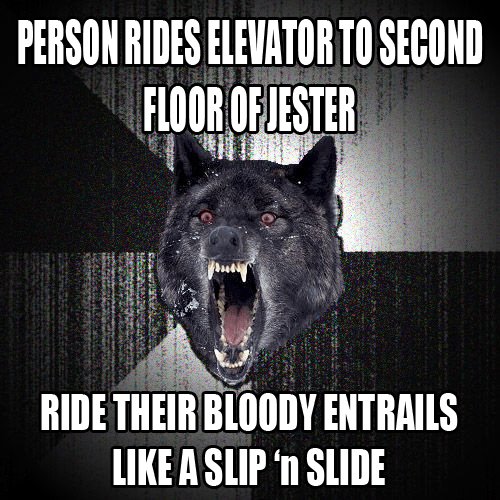 PERSON RIDES ELEVATOR TO SECOND
FLOOR OF JESTER
RIDE THEIR BLOODY ENTRAILS
LIKE A SLIP ‘n SLIDE